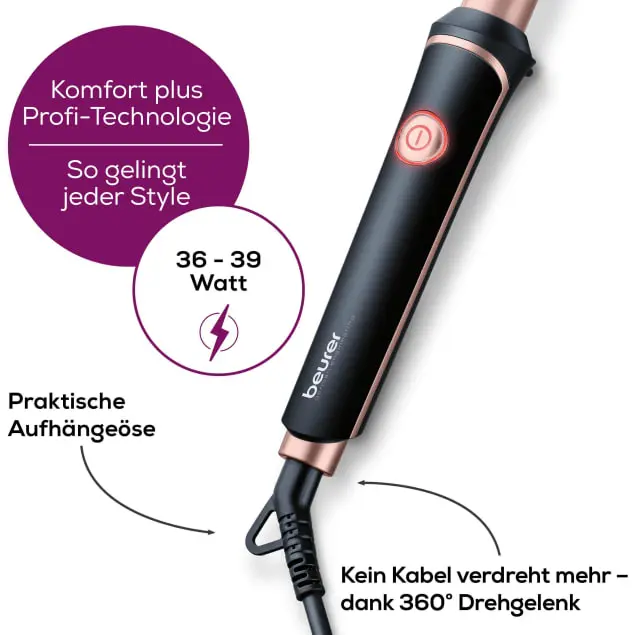 Komfort plus
Profi-Technologie
So gelingt
jeder Style
36 - 39
Watt
beurer
Praktische
Aufhängeöse
Kein Kabel verdreht mehr –
dank 360° Drehgelenk